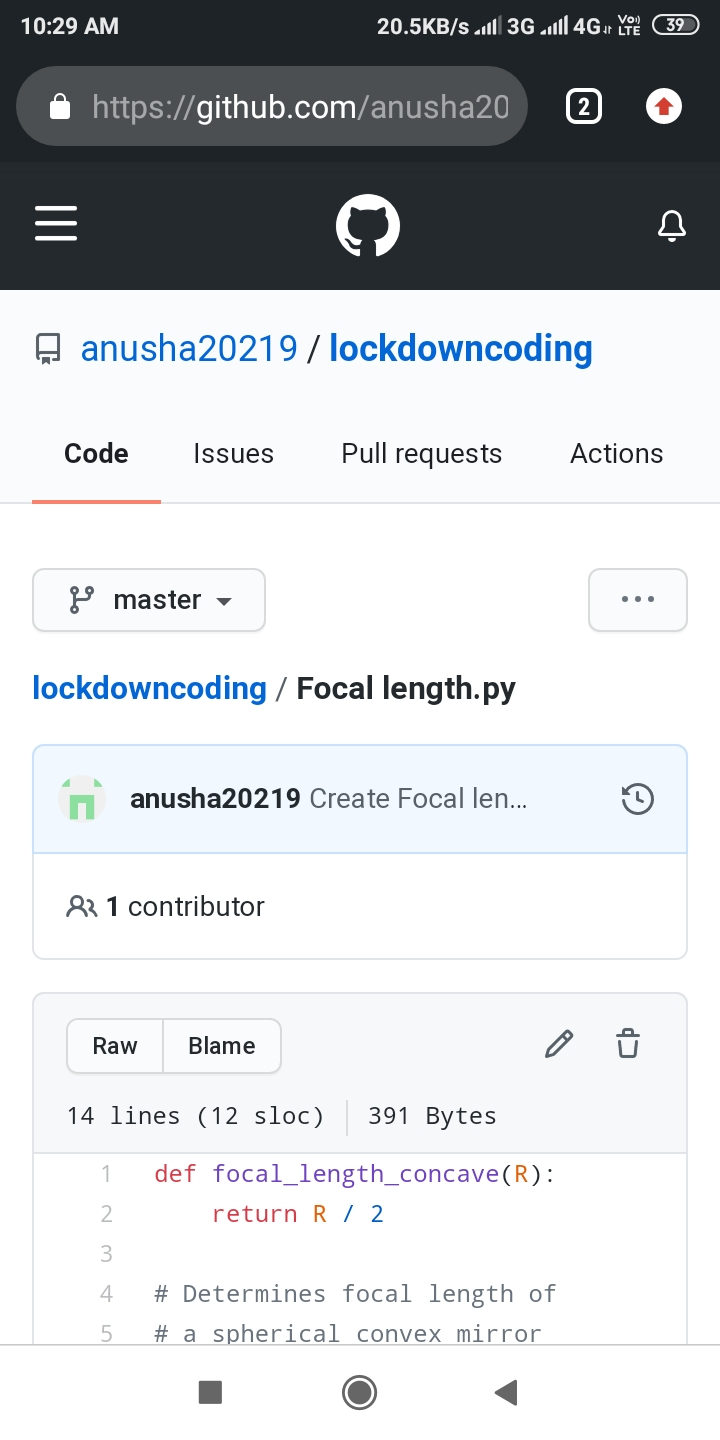 10:29 AM 20.5KB/s 3G 4G Vo) LTE 39
https://github.com/anusha20 2
anusha20219 / lockdowncoding
Code Issues Pull requests Actions
master
lockdowncoding / Focal length.py
anusha20219 Create Focal len...
1 contributor
Raw Blame
14 lines (12 sloc) 391 Bytes
1 def focal_length_concave(R):
2 return R / 2
3
4 # Determines focal length of
5 # a spherical convex mirror